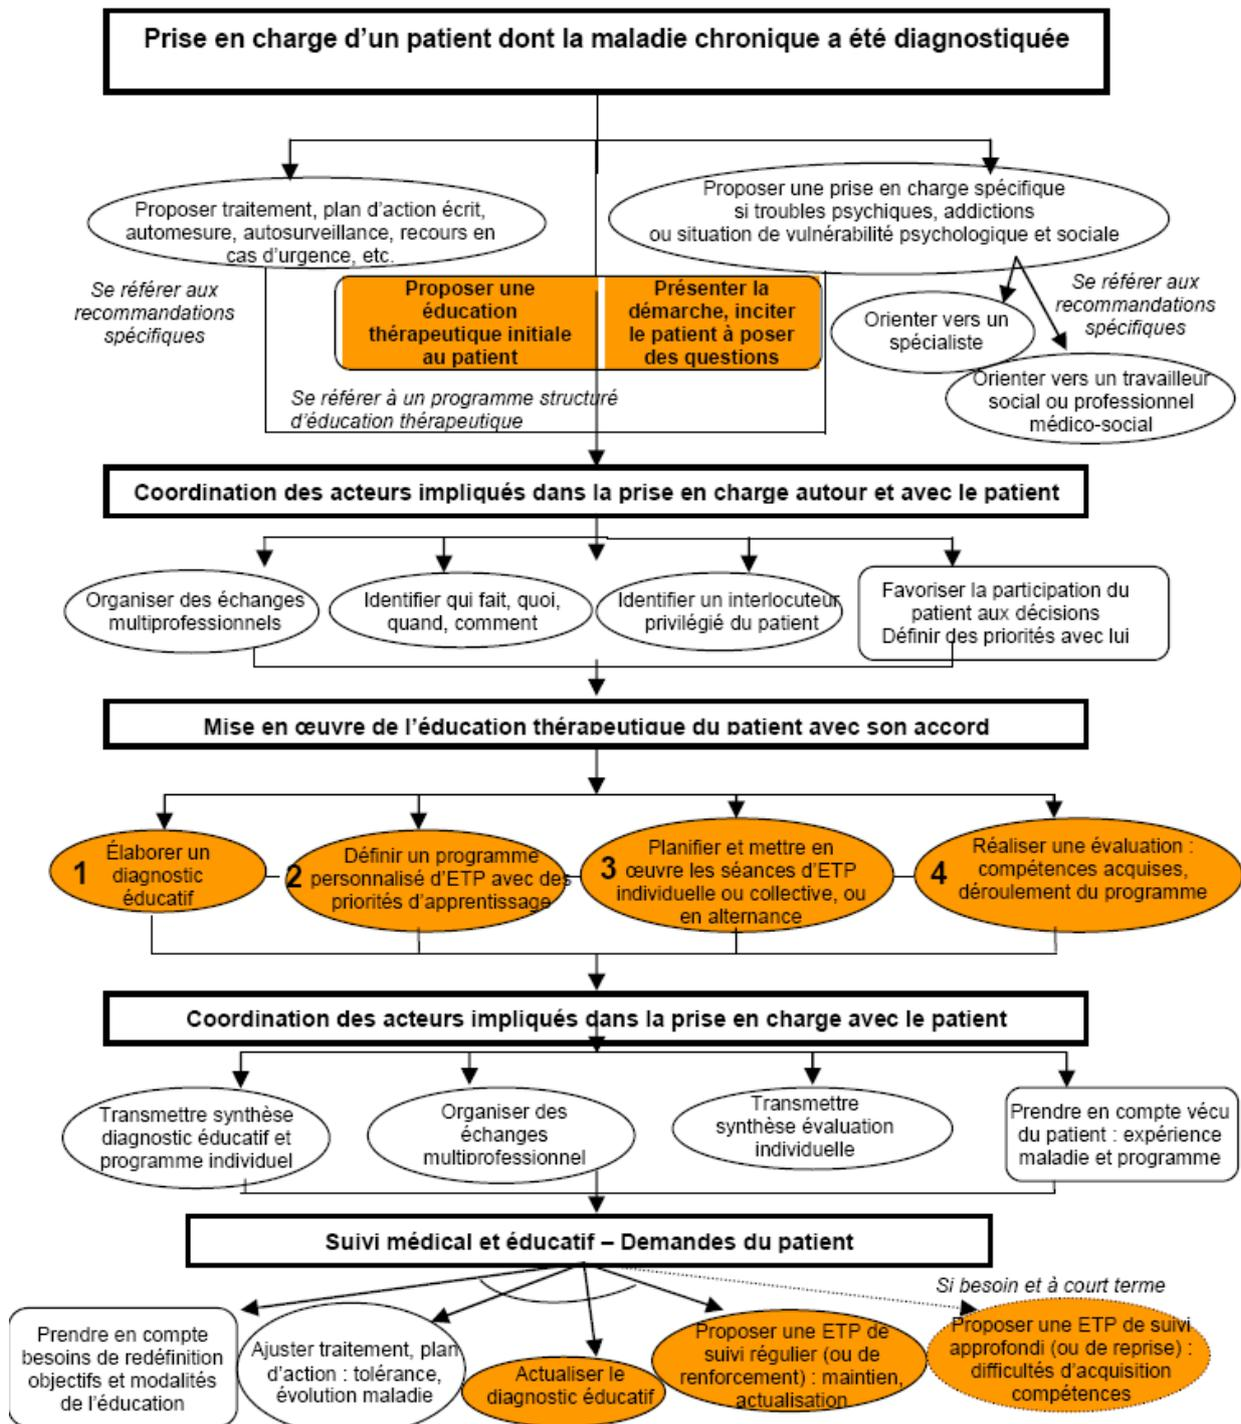 Prise en charge d’un patient dont la maladie chronique a été diagnostiquée
Proposer traitement, plan d’action écrit,
automesure, autosurveillance, recours en
cas d’urgence, etc.
Proposer une prise en charge spécifique
si troubles psychiques, addictions
ou situation de vulnérabilité psychologique et sociale
Se référer aux
recommandations
spécifiques
Proposer une
éducation
thérapeutique initiale
au patient
Présenter la
démarche, inciter
le patient à poser
des questions
Orienter vers un
spécialiste
Se référer aux
recommandations
spécifiques
Orienter vers un travailleur
social ou professionnel
médico-social
Se référer à un programme structuré
d’éducation thérapeutique
Coordination des acteurs impliqués dans la prise en charge autour et avec le patient
Organiser des échanges
multiprofessionnels
Identifier qui fait, quoi,
quand, comment
Identifier un interlocuteur
privilégié du patient
Favoriser la participation du
patient aux décisions
Définir des priorités avec lui
Mise en œuvre de l’éducation thérapeutique du patient avec son accord
1
Élaborer un
diagnostic
éducatif
2
Définir un programme
personnalisé d’ETP avec des
priorités d’apprentissage
3
Planifier et mettre en
œuvre les séances d’ETP
individuelle ou collective, ou
en alternance
4
Réaliser une évaluation :
compétences acquises,
déroulement du programme
Coordination des acteurs impliqués dans la prise en charge avec le patient
Transmettre synthèse
diagnostic éducatif et
programme individuel
Organiser des
échanges
multiprofessionnel
Transmettre
synthèse évaluation
individuelle
Prendre en compte vécu
du patient : expérience
maladie et programme
Suivi médical et éducatif – Demandes du patient
Si besoin et à court terme
Prendre en compte
besoins de redéfinition
objectifs et modalités
de l’éducation
Ajuster traitement, plan
d’action : tolérance,
évolution maladie
Actualiser le
diagnostic éducatif
Proposer une ETP de
suivi régulier (ou de
renforcement) : maintien,
actualisation
Proposer une ETP de suivi
approfondi (ou de reprise) :
difficultés d’acquisition
compétences